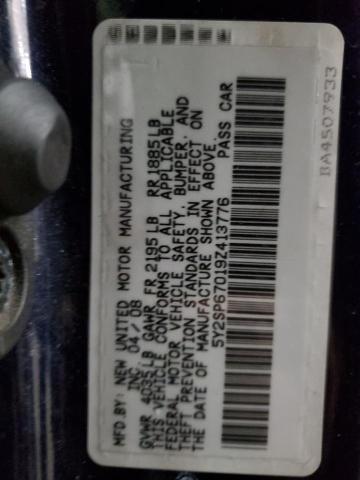 MFD BY NEW UNITED MOTOR MANUFACTURING
INC 04/08
GVWR 4035LB GAWR FR 2195LB RR1885LB
THIS VEHICLE CONFORMS TO ALL APPLICABLE
FEDERAL MOTOR VEHICLE SAFETY, BUMPER, AND
THEFT PREVENTION STANDARDS IN EFFECT ON
THE DATE OF MANUFACTURE SHOWN ABOVE
5Y2SP67019Z413776 PASS CAR
BA4507933